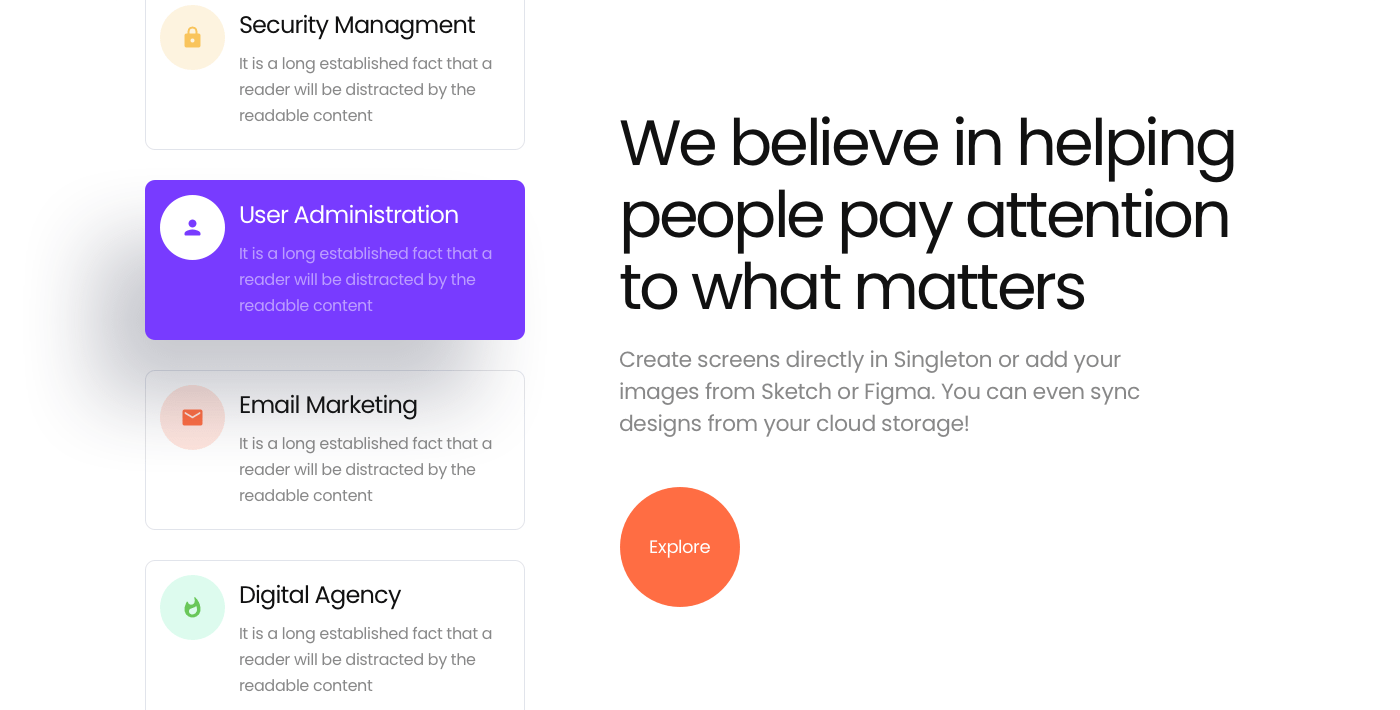 Security Managment
It is a long established fact that a
reader will be distracted by the
readable content
User Administration
It is a long established fact that a
reader will be distracted by the
readable content
Email Marketing
It is a long established fact that a
reader will be distracted by the
readable content
Digital Agency
It is a long established fact that a
reader will be distracted by the
readable content
We believe in helping
people pay attention
to what matters
Create screens directly in Singleton or add your
images from Sketch or Figma. You can even sync
designs from your cloud storage!
Explore